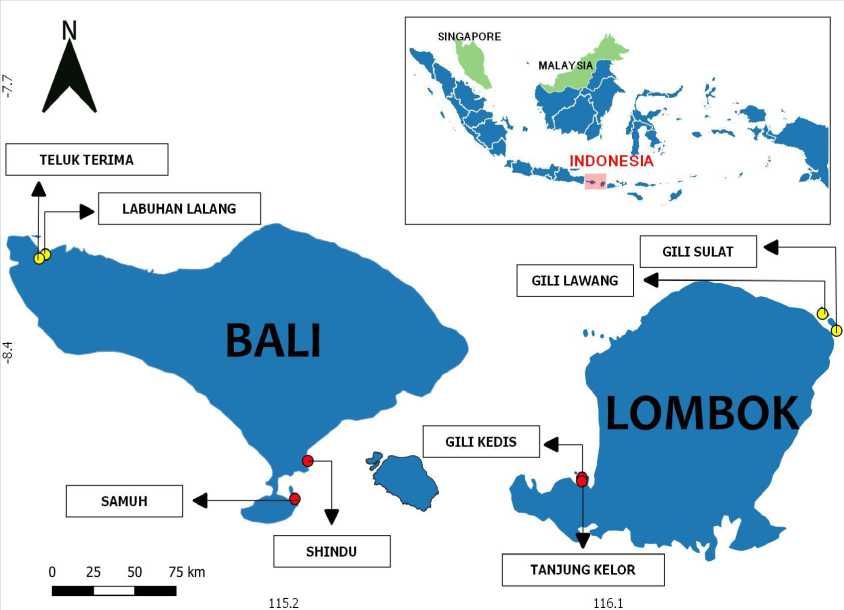 N
-7.7
SINGAPORE
MALAYSIA
INDONESIA
TELUK TERIMA
LABUHAN LALANG
GILI SULAT
GILI LAWANG
BALI
-8.4
LOMBOK
GILI KEDIS
SAMUH
SHINDU
TANJUNG KELOR
0 25 50 75 km
115.2 116.1